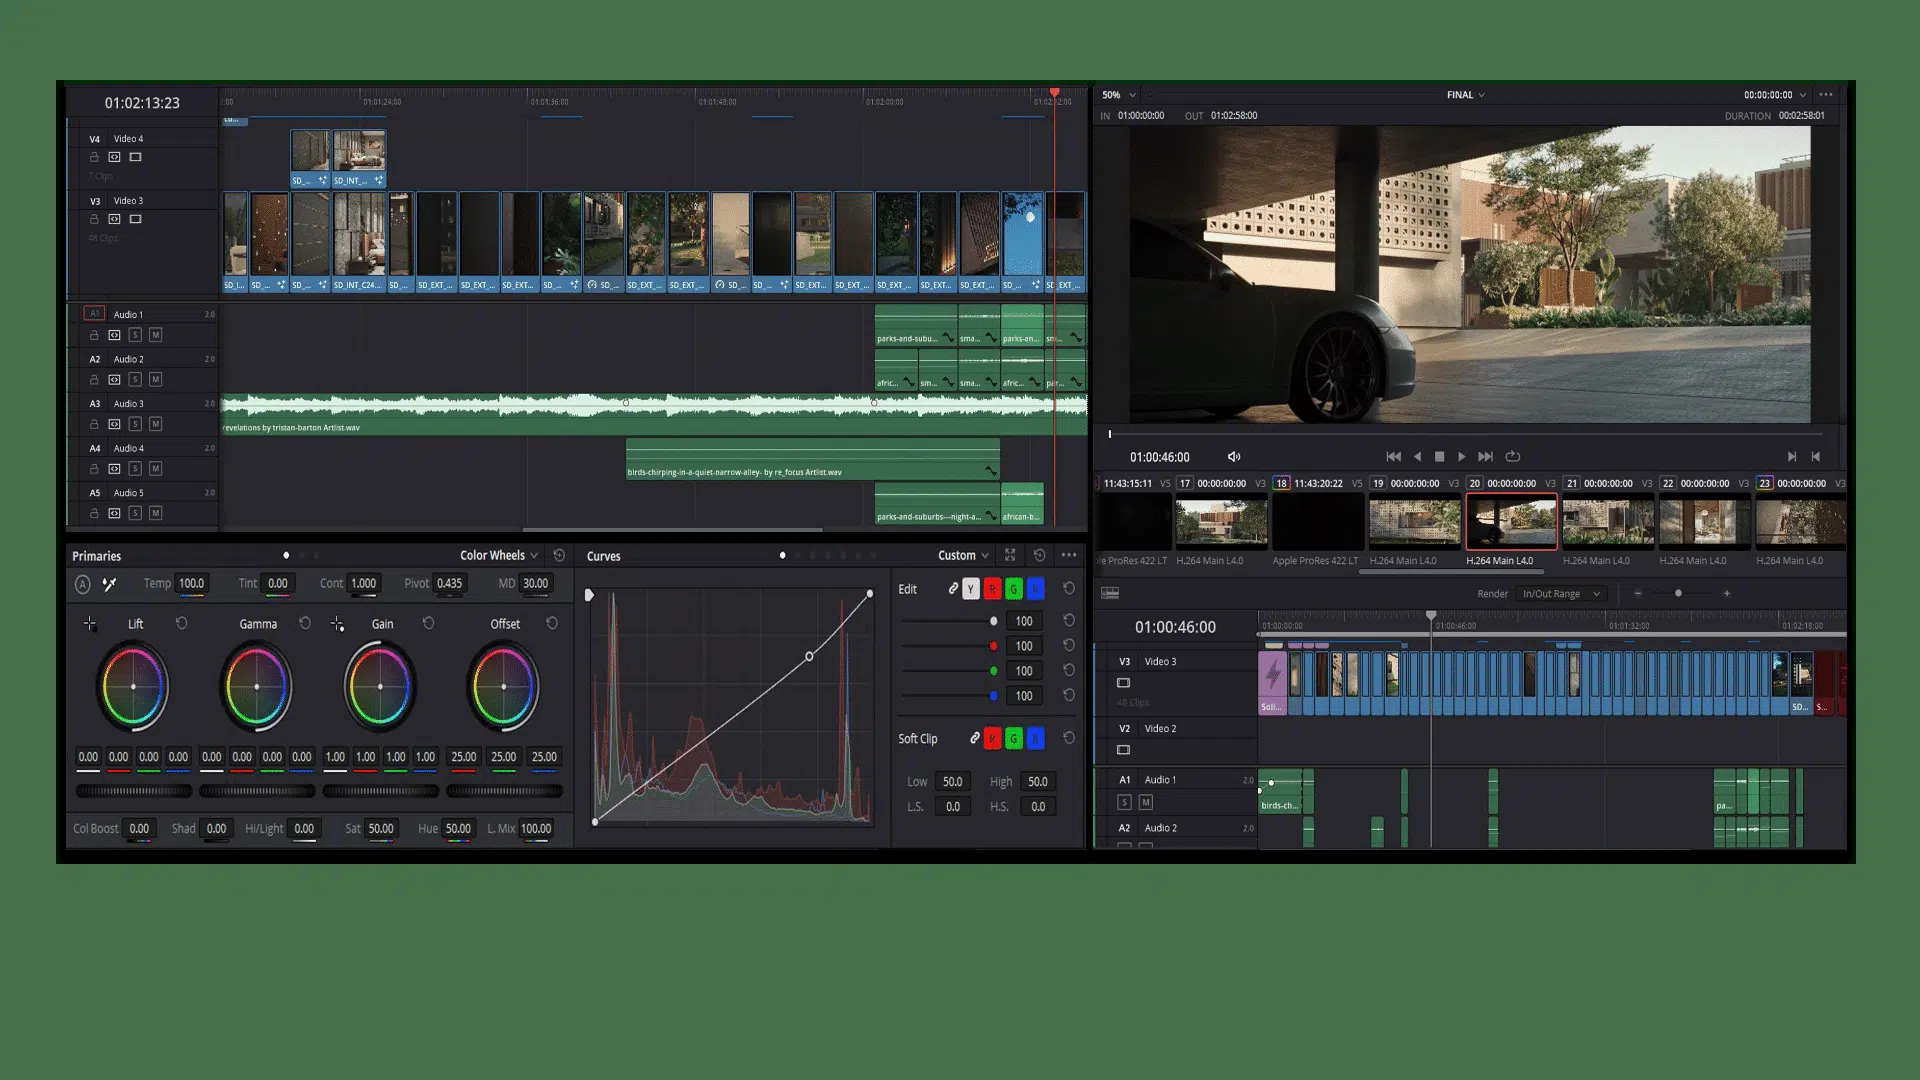 01:02:13:23
01:01:24:00 01:01:36:00 01:01:48:00 01:02:00:00
V4 Video 4
7 Clips
SD_... SD_INT_...
V3 Video 3
48 Clips
SD_I... SD_... SD_... SD_INT_C24... SD_... SD_EXT_... SD_EXT_... SD_EXT... SD_... SD_... SD_EXT_... SD_EXT_... SD_... SD_... SD_EXT... SD_EXT_... SD_EXT_... SD_EXT... SD_EXT_... SD_... SD_EXT_...
A1 Audio 1 2.0
S M
parks-and-subu... sma... parks-an... sm...
A2 Audio 2 2.0
S M
afric... sm... sma... afric... par...
A3 Audio 3 2.0
S M
revelations by tristan-barton Artlist.wav
A4 Audio 4 2.0
S M
birds-chirping-in-a-quiet-narrow-alley- by re_focus Artlist.wav
A5 Audio 5 2.0
S M
parks-and-suburbs---night-a... african-b...
Primaries Color Wheels
A Temp 100.0 Tint 0.00 Cont 1.000 Pivot 0.435 MD 30.00
Lift Gamma Gain Offset
0.00 0.00 0.00 0.00 0.00 0.00 0.00 0.00 1.00 1.00 1.00 1.00 25.00 25.00 25.00
Col Boost 0.00 Shad 0.00 Hi/Light 0.00 Sat 50.00 Hue 50.00 L. Mix 100.00
Curves Custom
Edit Y R G
100
100
100
100
Soft Clip R G
Low 50.0 High 50.0
L.S. 0.0 H.S. 0.0
50% FINAL 00:00:00:00
IN 01:00:00:00 OUT 01:02:58:00 DURATION 00:02:58:01
01:00:46:00
11:43:15:11 V5 17 00:00:00:00 V3 18 11:43:20:22 V5 19 00:00:00:00 V3 20 00:00:00:00 V3 21 00:00:00:00 V3 22 00:00:00:00 V3 23 00:00:00:00 V3
le ProRes 422 LT H.264 Main L4.0 Apple ProRes 422 LT H.264 Main L4.0 H.264 Main L4.0 H.264 Main L4.0 H.264 Main L4.0 H.264 Main L4.0
Render In/Out Range
01:00:46:00
01:00:00:00 01:00:46:00 01:01:32:00 01:02:18:00
V3 Video 3
48 Clips
Soli... SD... S...
V2 Video 2
A1 Audio 1 2.0
S M
birds-ch... pa...
A2 Audio 2 2.0